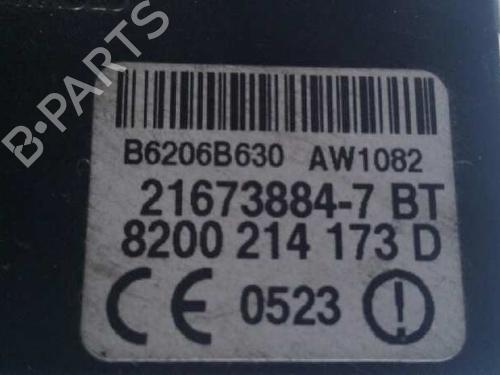 B-PARTS
B6206B630 AW1082
21673884-7 BT
8200 214 173 D
CE 0523 !